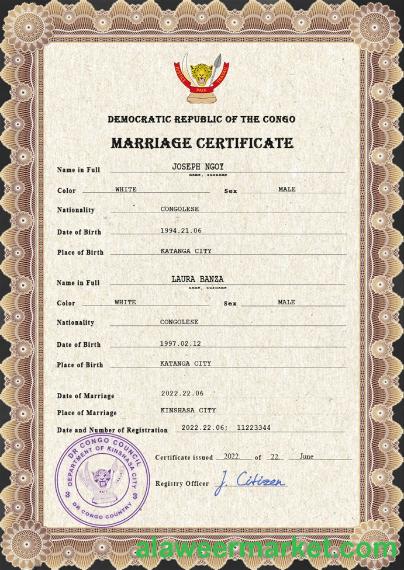 PAIX
DEMOCRATIC REPUBLIC OF THE CONGO
MARRIAGE CERTIFICATE
Name in Full JOSEPH NGOY
Color WHITE Sex MALE
Nationality CONGOLESE
Date of Birth 1994.21.06
Place of Birth KATANGA CITY
Name in Full LAURA BANZA
Color WHITE Sex MALE
Nationality CONGOLESE
Date of Birth 1997.02.12
Place of Birth KATANGA CITY
Date of Marriage 2022.22.06
Place of Marriage KINSHASA CITY
Date and Number of Registration 2022.22.06; 11223344
Certificate issued 2022. of 22. June
Registry Officer J. Citizen
DR CONGO COUNCIL
DEPARTMENT OF KINSHASA CITY
DR CONGO COUNTRY
alaweermarket.com